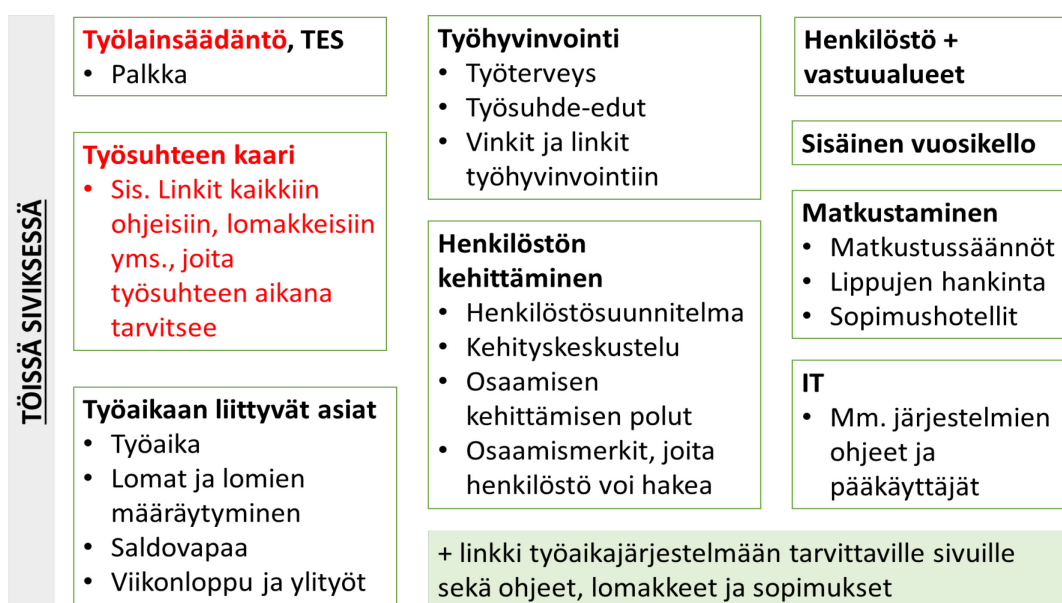 TÖISSÄ SIVIKSESSÄ
Työlainsäädäntö, TES
• Palkka
Työsuhteen kaari
• Sis. Linkit kaikkiin
ohjeisiin, lomakkeisiin
yms., joita
työsuhteen aikana
tarvitsee
Työaikaan liittyvät asiat
• Työaika
• Lomat ja lomien
määräytyminen
• Saldovapaa
• Viikonloppu ja ylityöt
Työhyvinvointi
• Työterveys
• Työsuhde-edut
• Vinkit ja linkit
työhyvinvointiin
Henkilöstön
kehittäminen
• Henkilöstösuunnitelma
• Kehityskeskustelu
• Osaamisen
kehittämisen polut
• Osaamismerkit, joita
henkilöstö voi hakea
Henkilöstö +
vastuualueet
Sisäinen vuosikello
Matkustaminen
• Matkustussäännöt
• Lippujen hankinta
• Sopimushotellit
IT
• Mm. järjestelmien
ohjeet ja
pääkäyttäjät
+ linkki työaikajärjestelmään tarvittaville sivuille
sekä ohjeet, lomakkeet ja sopimukset